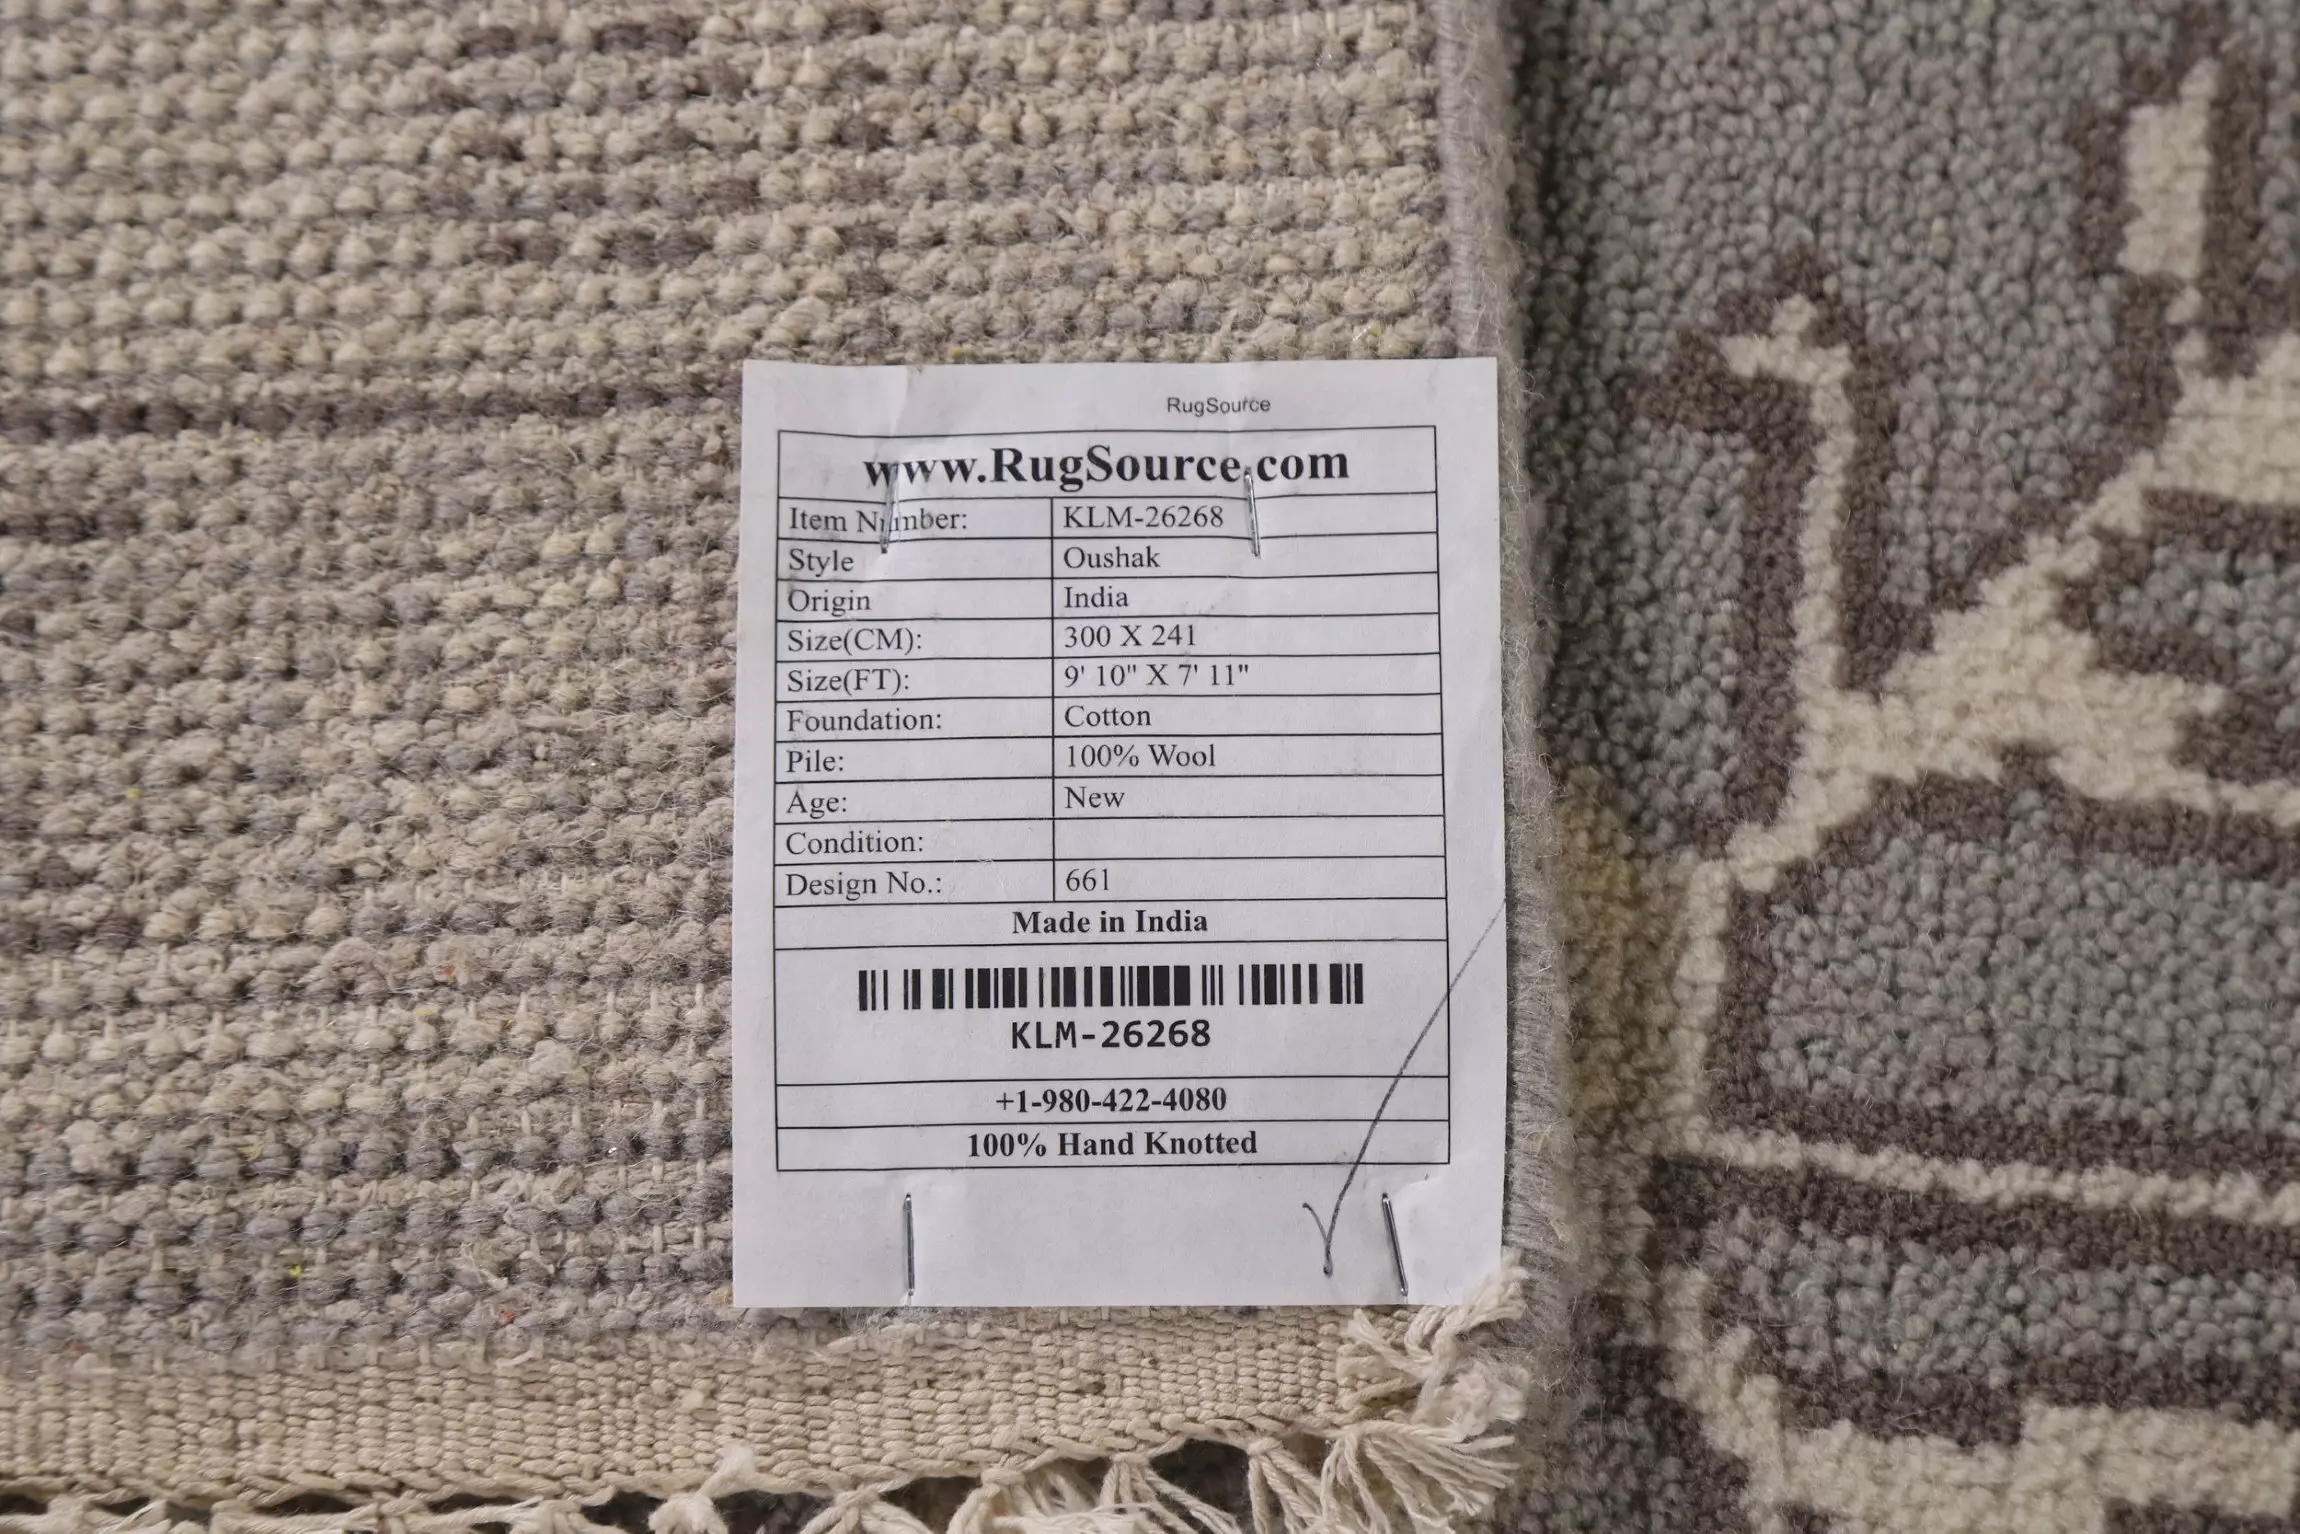 RugSource
www.RugSource.com
Item Number: KLM-26268
Style Oushak
Origin India
Size(CM): 300 X 241
Size(FT): 9' 10" X 7' 11"
Foundation: Cotton
Pile: 100% Wool
Age: New
Condition:
Design No.: 661
Made in India
KLM-26268
+1-980-422-4080
100% Hand Knotted